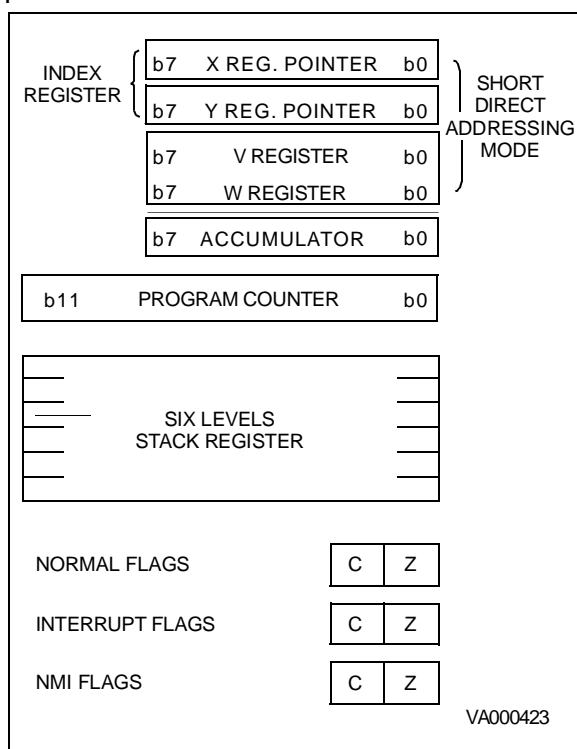 INDEX
REGISTER
b7 X REG. POINTER b0
b7 Y REG. POINTER b0
b7 V REGISTER b0
b7 W REGISTER b0
SHORT
DIRECT
ADDRESSING
MODE
b7 ACCUMULATOR b0
b11 PROGRAM COUNTER b0
SIX LEVELS
STACK REGISTER
NORMAL FLAGS C Z
INTERRUPT FLAGS C Z
NMI FLAGS C Z
VA000423